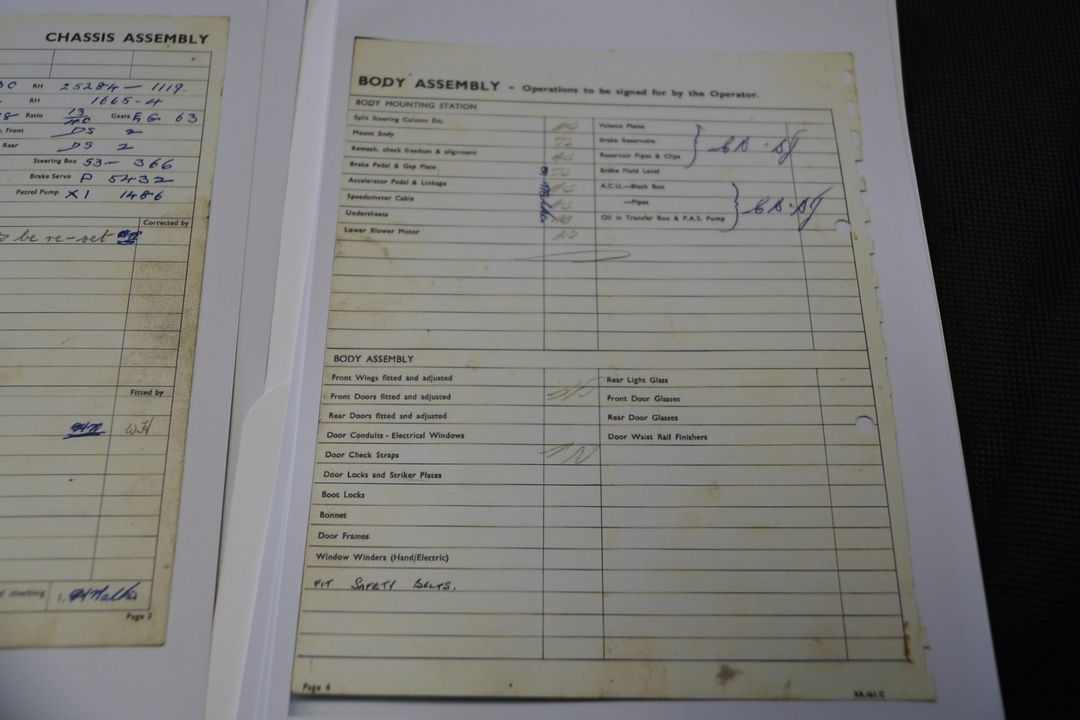 CHASSIS ASSEMBLY
RH 25284 — 1119.
RH 1665-4
Ratio 13 Gears 63
Front DS 2
Rear DS 2
Steering Box 53 — 366
Brake Servo P 5432
Petrol Pump X1 1486
Corrected by
be re-set
Fitted by
WH
checking
Page 3
BODY ASSEMBLY - Operations to be signed for by the Operator.
BODY MOUNTING STATION
Split Steering Column Etc.
Mount Body
Remesh, check freedom & alignment
Brake Pedal & Gap Plate
Accelerator Pedal & Linkage
Speedometer Cable
Undersheets
Lower Blower Motor
Valance Plates
Brake Reservoirs
Reservoir Pipes & Clips
Brake Fluid Level
A.C.U.—Black Box
—Pipes
Oil in Transfer Box & P.A.S. Pump
BODY ASSEMBLY
Front Wings fitted and adjusted
Front Doors fitted and adjusted
Rear Doors fitted and adjusted
Door Conduits - Electrical Windows
Door Check Straps
Door Locks and Striker Plates
Boot Locks
Bonnet
Door Frames
Window Winders (Hand/Electric)
FIT SAFETY BELTS.
Rear Light Glass
Front Door Glasses
Rear Door Glasses
Door Waist Rail Finishers
Page 4